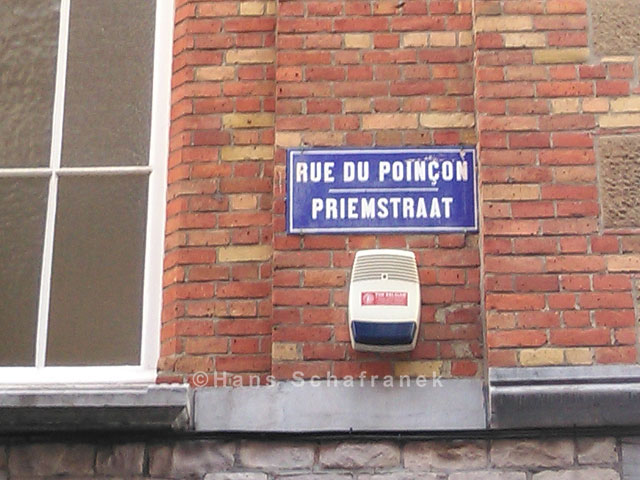 RUE DU POINÇON
PRIEMSTRAAT
©Hans Schafranek